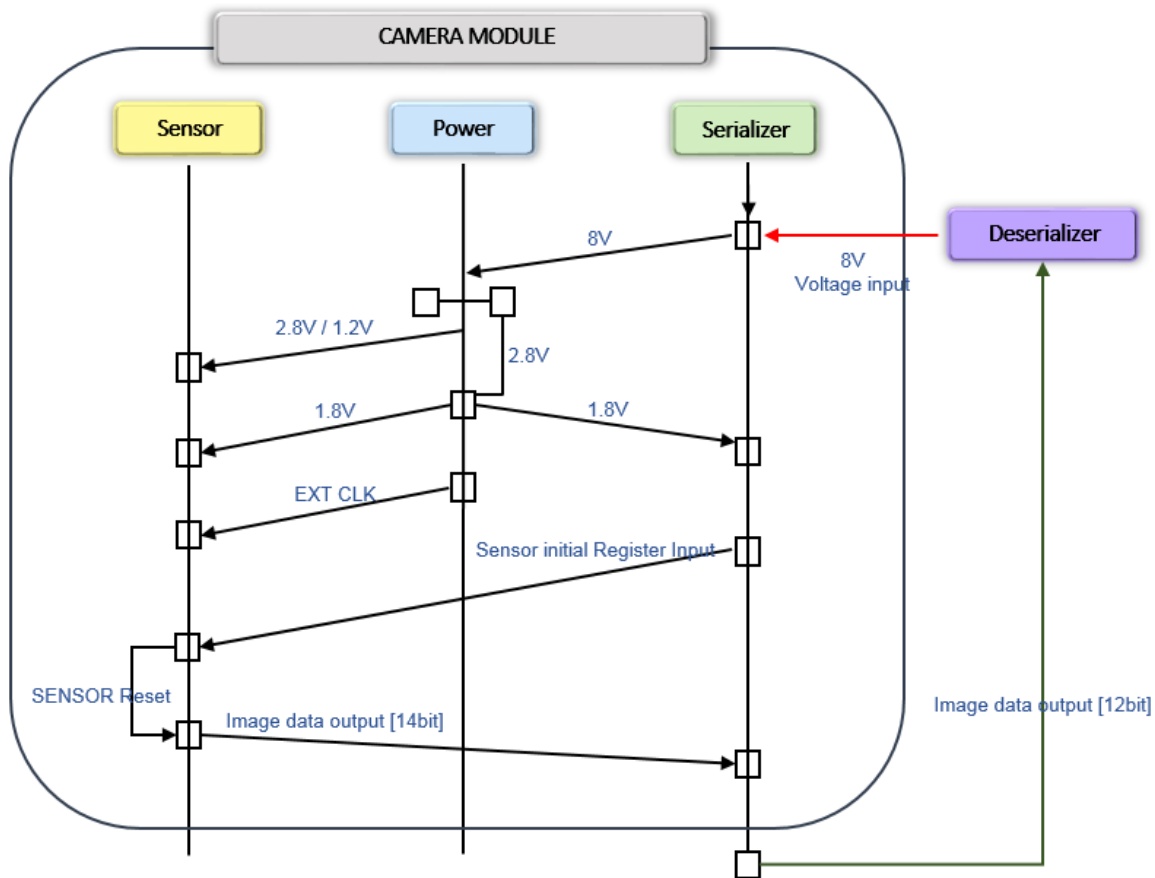 CAMERA MODULE
Sensor
Power
Serializer
Deserializer
8V
8V
Voltage input
2.8V / 1.2V
2.8V
1.8V
1.8V
EXT CLK
Sensor initial Register Input
SENSOR Reset
Image data output [14bit]
Image data output [12bit]